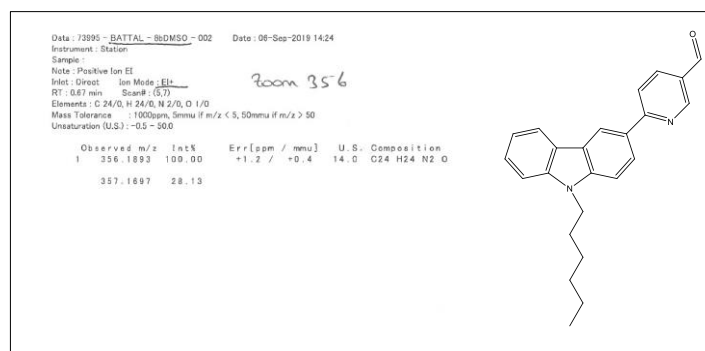 Data : 73995 - BATTAL - 8bDMSO - 002 Date : 06-Sep-2019 14:24
Instrument : Station
Sample :
Note : Positive Ion EI
Inlet : Direct Ion Mode : EI+
RT : 0.67 min Scan# : (5,7)
Elements : C 24/0, H 24/0, N 2/0, O 1/0
Mass Tolerance : 1000ppm, 5mmu if m/z < 5, 50mmu if m/z > 50
Unsaturation (U.S.) : -0.5 - 50.0
zoom 356
Observed m/z Int% Err[ppm / mmu] U.S. Composition
1 356.1893 100.00 +1.2 / +0.4 14.0 C24 H24 N2 O
357.1697 28.13
O
N
N